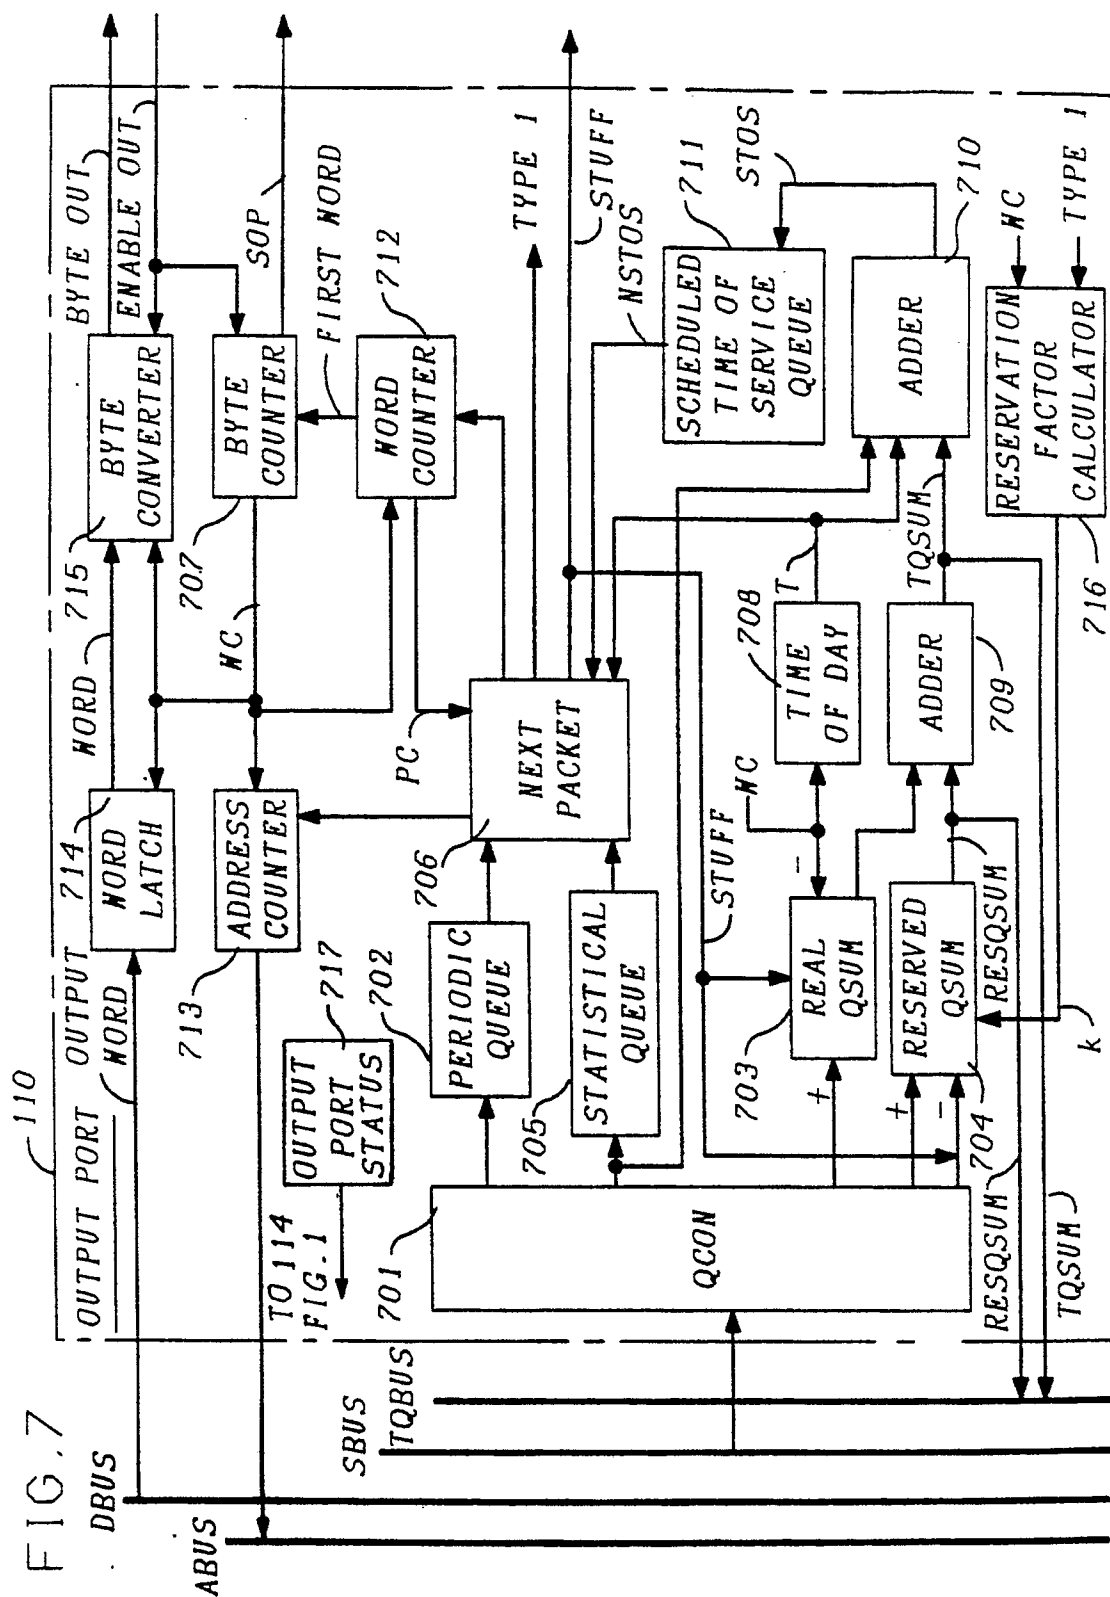 FIG.7
110
OUTPUT PORT
DBUS
ABUS
SBUS
TQBUS
OUTPUT
WORD
714
WORD
LATCH
WORD
715
BYTE
CONVERTER
BYTE OUT
ENABLE OUT
713
ADDRESS
COUNTER
WC
707
BYTE
COUNTER
SOP
FIRST WORD
WORD
COUNTER
712
PC
TO 114
FIG.1
OUTPUT
PORT
STATUS
717
701
QCON
702
PERIODIC
QUEUE
706
NEXT
PACKET
TYPE 1
STUFF
705
STATISTICAL
QUEUE
NSTOS
SCHEDULED
TIME OF
SERVICE
QUEUE
711
STOS
STUFF
WC
708
TIME
OF DAY
T
703
REAL
QSUM
+
-
+
-
704
RESERVED
QSUM
RESQSUM
ADDER
709
TQSUM
ADDER
710
RESQSUM
TQSUM
k
716
RESERVATION
FACTOR
CALCULATOR
WC
TYPE 1